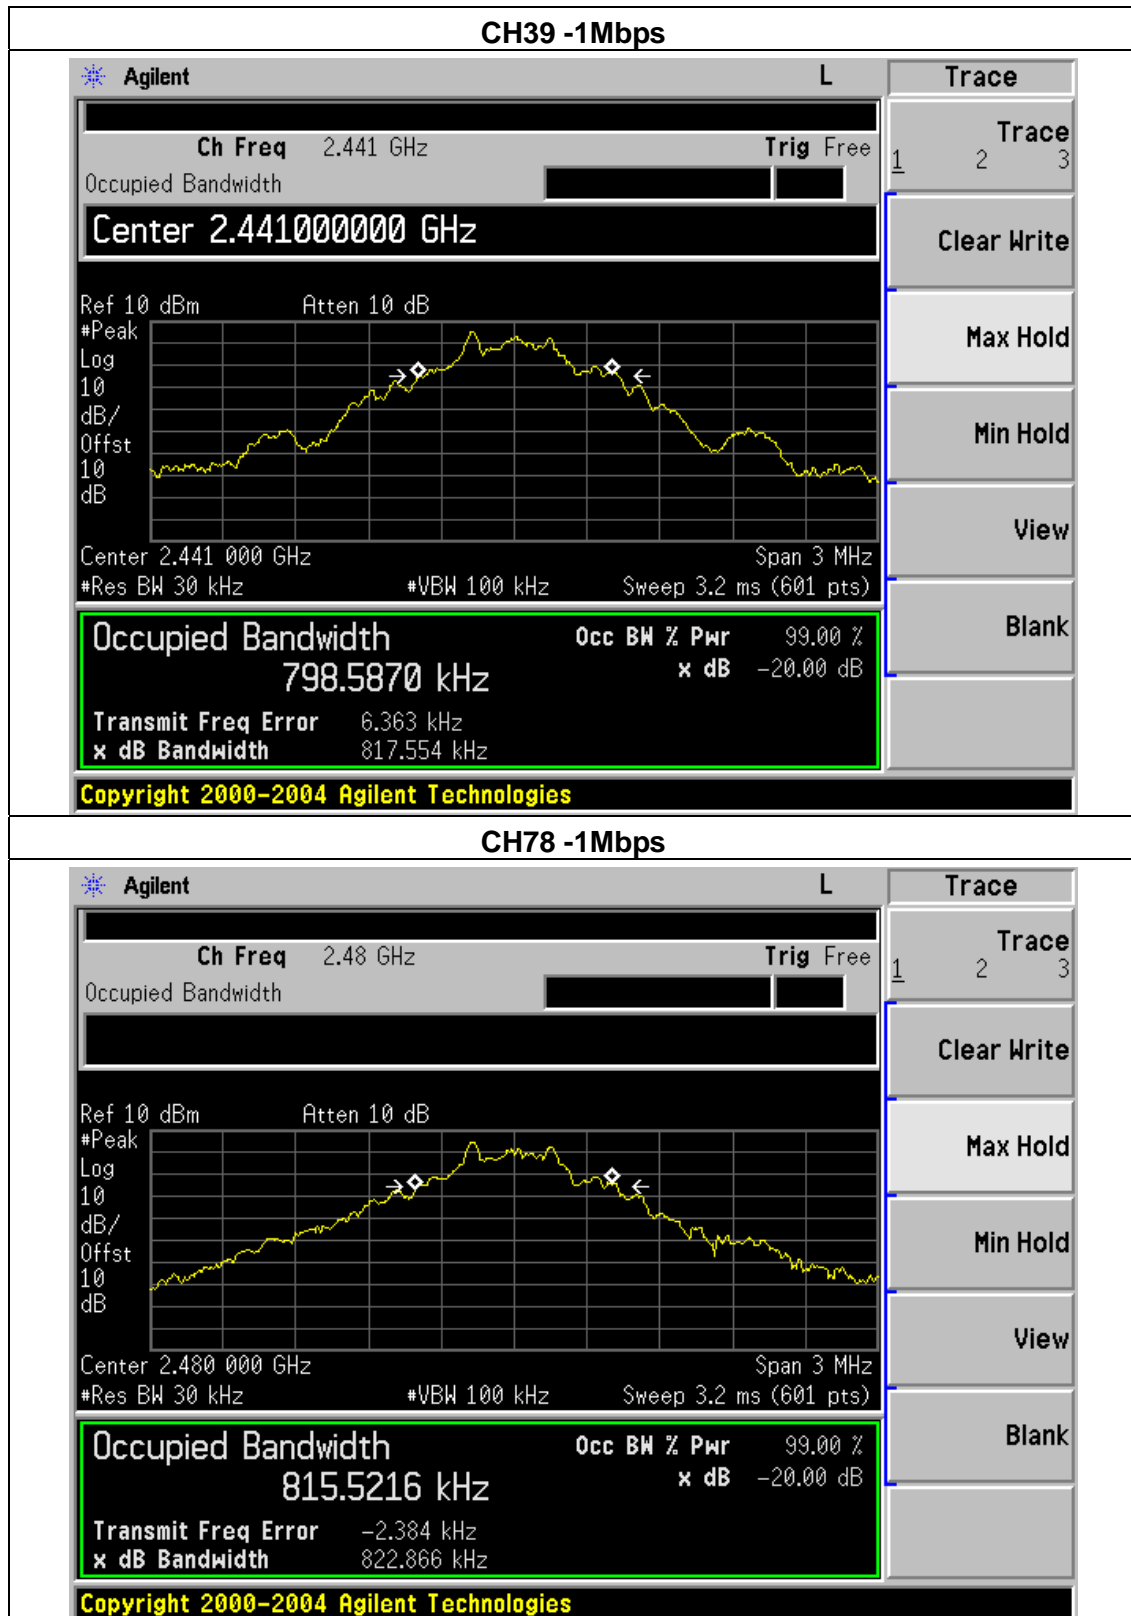 CH39 -1Mbps
Agilent L Trace
Ch Freq 2.441 GHz Trig Free
Trace
1 2 3
Occupied Bandwidth
Center 2.441000000 GHz
Clear Write
Ref 10 dBm Atten 10 dB
#Peak
Log
10
dB/
Offst
10
dB
Max Hold
Min Hold
View
Center 2.441 000 GHz Span 3 MHz
#Res BW 30 kHz #VBW 100 kHz Sweep 3.2 ms (601 pts)
Blank
Occupied Bandwidth Occ BW % Pwr 99.00 %
798.5870 kHz x dB -20.00 dB
Transmit Freq Error 6.363 kHz
x dB Bandwidth 817.554 kHz
Copyright 2000-2004 Agilent Technologies
CH78 -1Mbps
Agilent L Trace
Ch Freq 2.48 GHz Trig Free
Trace
1 2 3
Occupied Bandwidth
Clear Write
Ref 10 dBm Atten 10 dB
#Peak
Log
10
dB/
Offst
10
dB
Max Hold
Min Hold
View
Center 2.480 000 GHz Span 3 MHz
#Res BW 30 kHz #VBW 100 kHz Sweep 3.2 ms (601 pts)
Blank
Occupied Bandwidth Occ BW % Pwr 99.00 %
815.5216 kHz x dB -20.00 dB
Transmit Freq Error -2.384 kHz
x dB Bandwidth 822.866 kHz
Copyright 2000-2004 Agilent Technologies